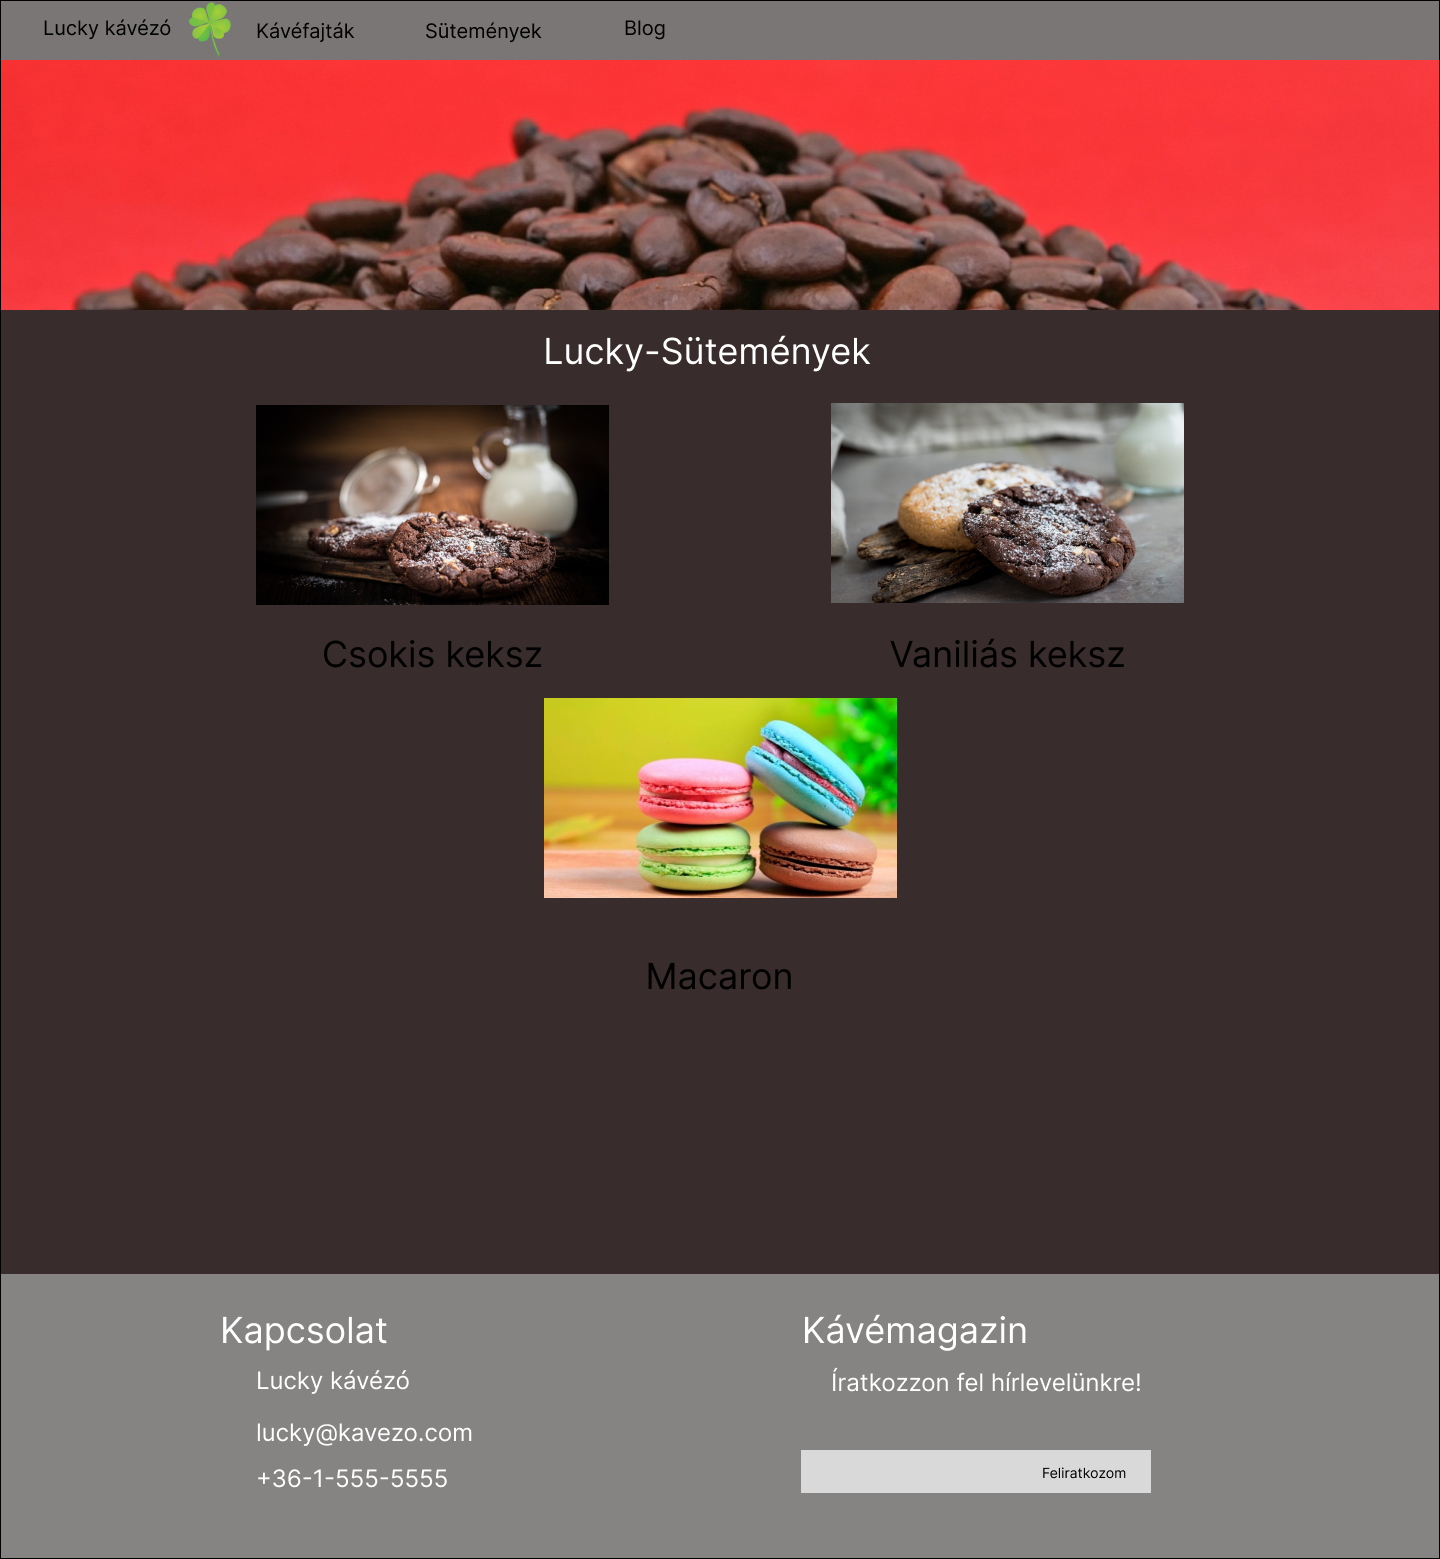 Lucky kávézó
Kávéfajták
Sütemények
Blog
Lucky-Sütemények
Csokis keksz
Vaniliás keksz
Macaron
Kapcsolat
Lucky kávézó
lucky@kavezo.com
+36-1-555-5555
Kávémagazin
Íratkozzon fel hírlevelünkre!
Feliratkozom